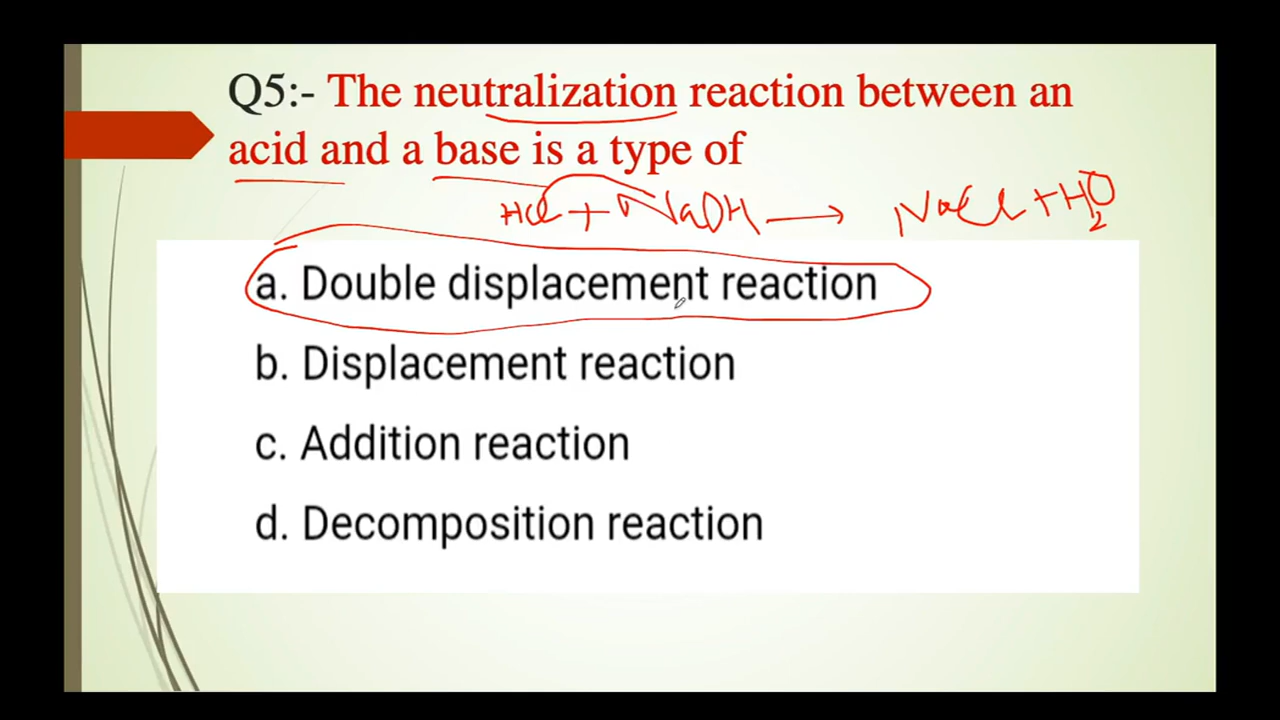 Q5:- The neutralization reaction between an
acid and a base is a type of
HCl + NaOH → NaCl + H2O
a. Double displacement reaction
b. Displacement reaction
c. Addition reaction
d. Decomposition reaction